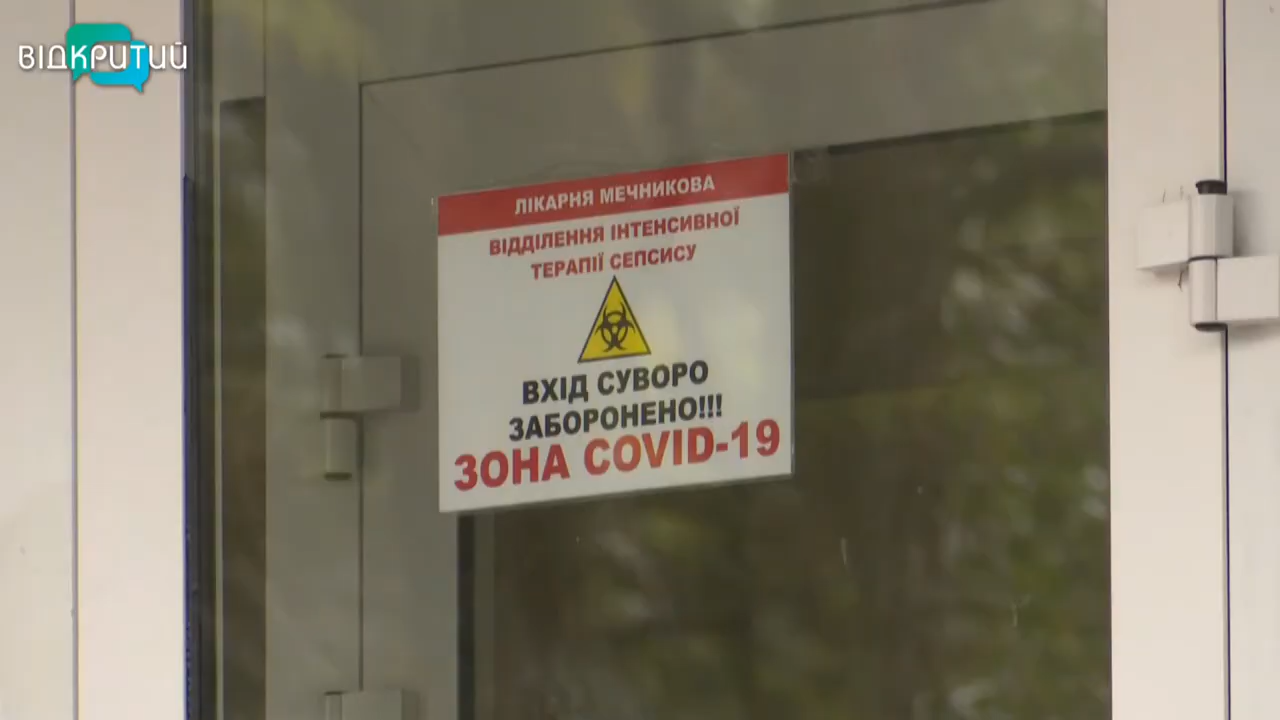 ВІДКРИТИЙ
ЛІКАРНЯ МЕЧНИКОВА
ВІДДІЛЕННЯ ІНТЕНСИВНОЇ
ТЕРАПІЇ СЕПСИСУ
ВХІД СУВОРО
ЗАБОРОНЕНО!!!
ЗОНА COVID-19